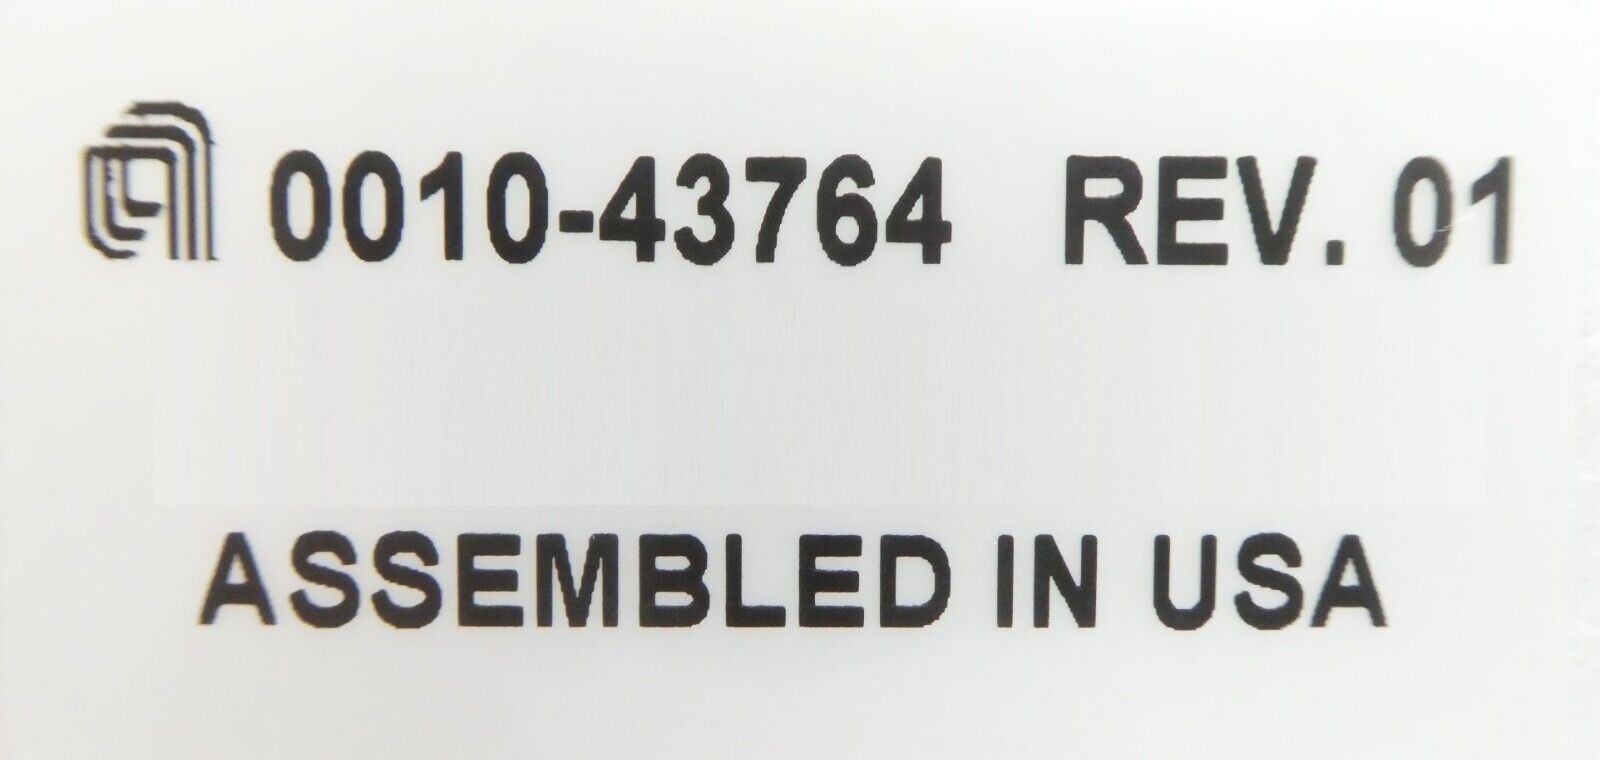 0010-43764 REV. 01
ASSEMBLED IN USA